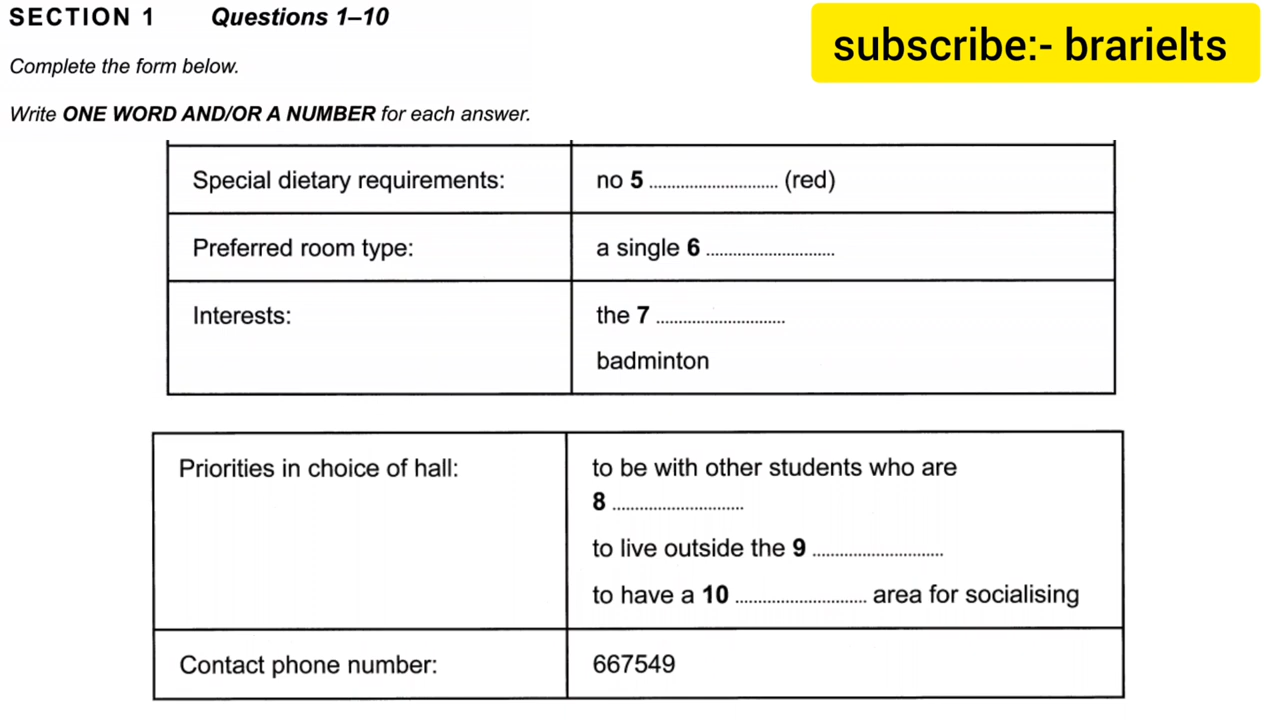 SECTION 1 Questions 1–10
subscribe:- brarielts
Complete the form below.
Write ONE WORD AND/OR A NUMBER for each answer.
Special dietary requirements: no 5 ............................ (red)
Preferred room type: a single 6 ............................
Interests: the 7 ............................
badminton
Priorities in choice of hall: to be with other students who are
8 ............................
to live outside the 9 ............................
to have a 10 ............................ area for socialising
Contact phone number: 667549